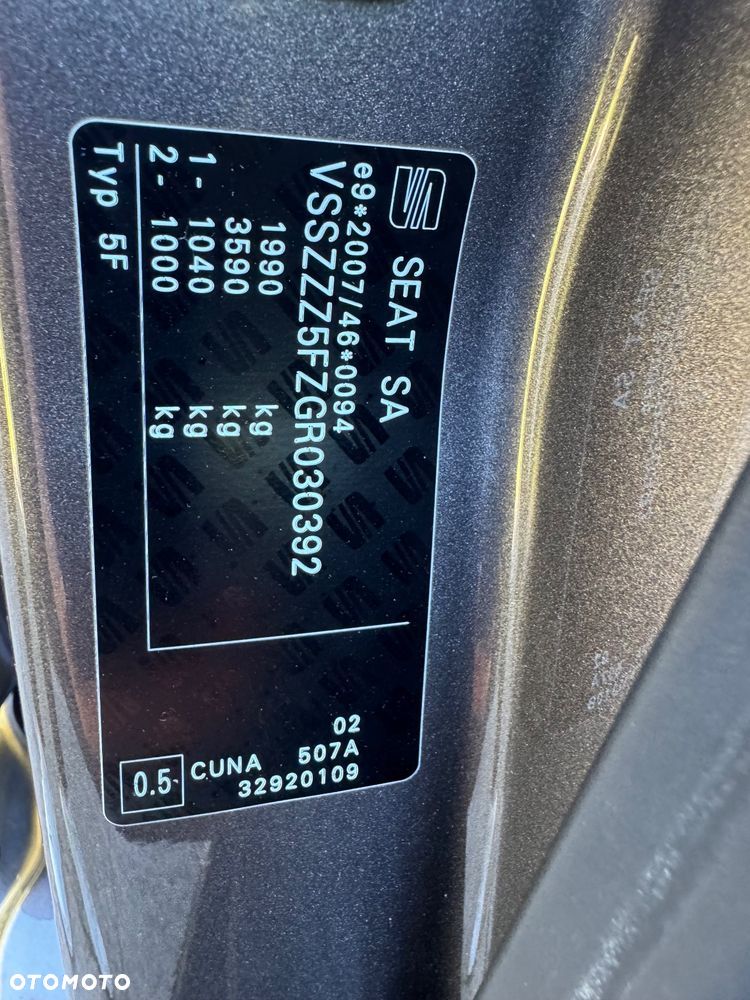 SEAT SA
e9*2007/46*0094
VSSZZZ5FZGR030392
1990 kg
3590 kg
1 - 1040 kg
2 - 1000 kg
Typ 5F
02
507A
CUNA
32920109
0.5
OTOMOTO